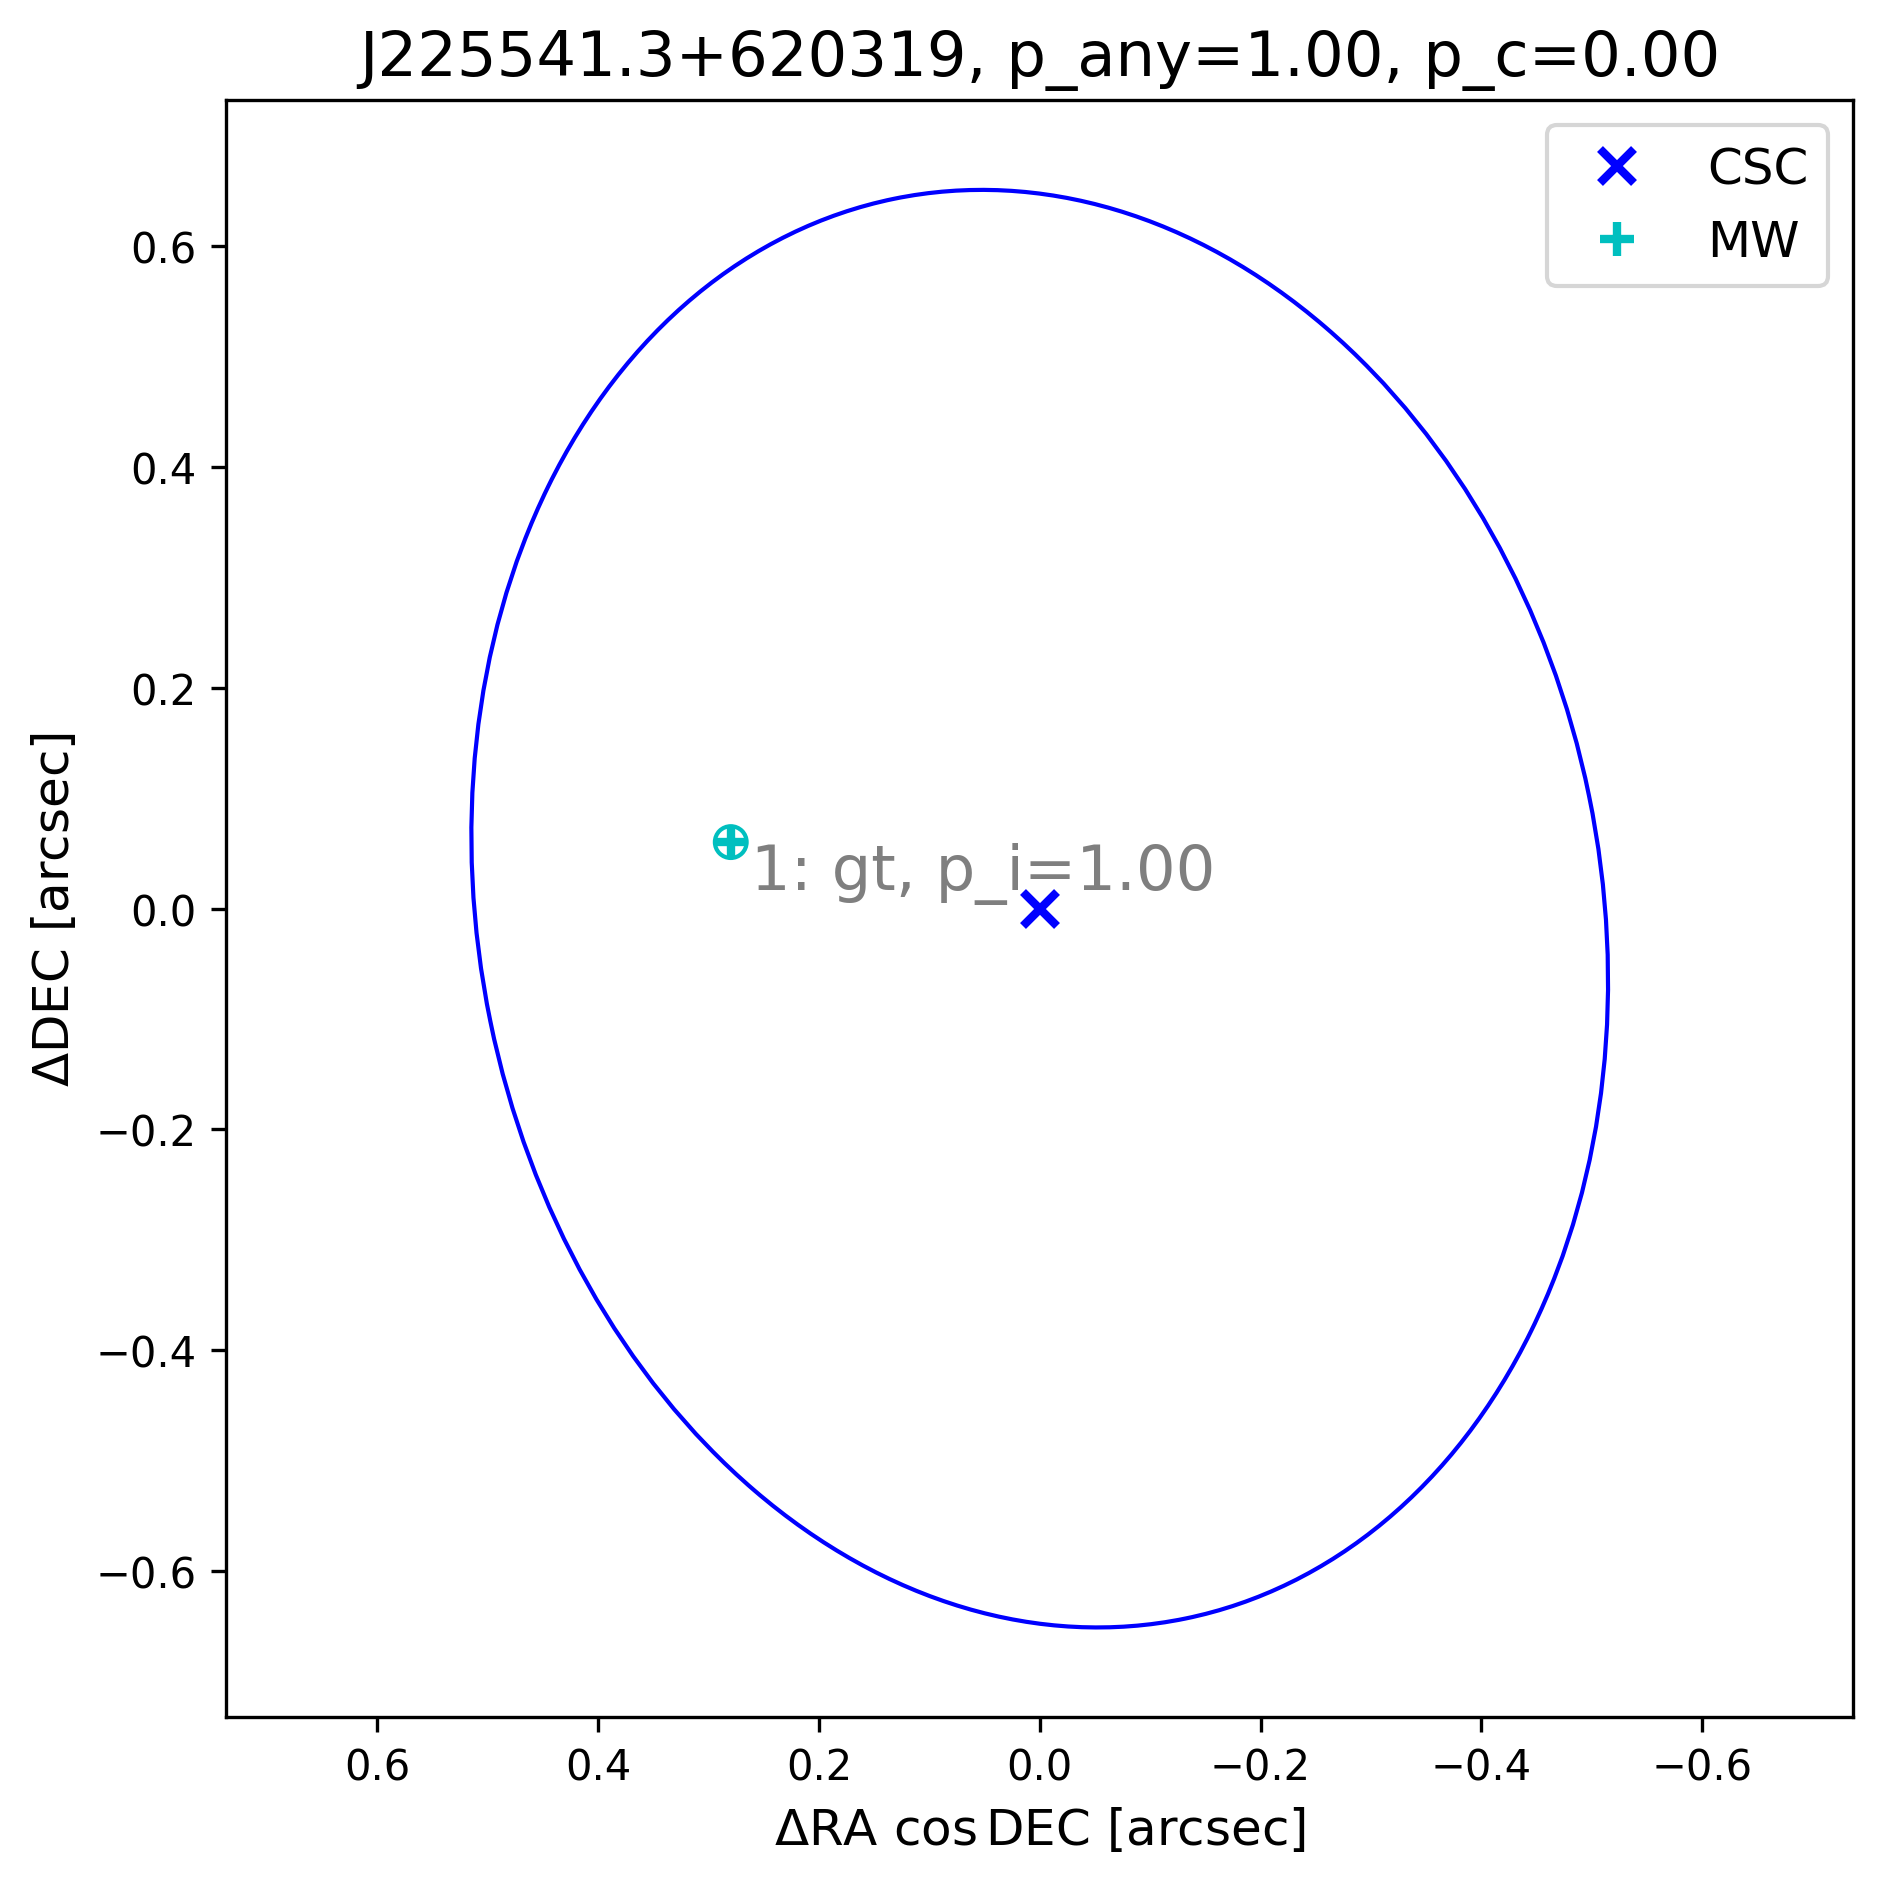 J225541.3+620319, p_any=1.00, p_c=0.00
CSC
MW
0.6
0.4
0.2
0.0
−0.2
−0.4
−0.6
ΔDEC [arcsec]
1: gt, p_i=1.00
0.6 0.4 0.2 0.0 −0.2 −0.4 −0.6
ΔRA cos DEC [arcsec]